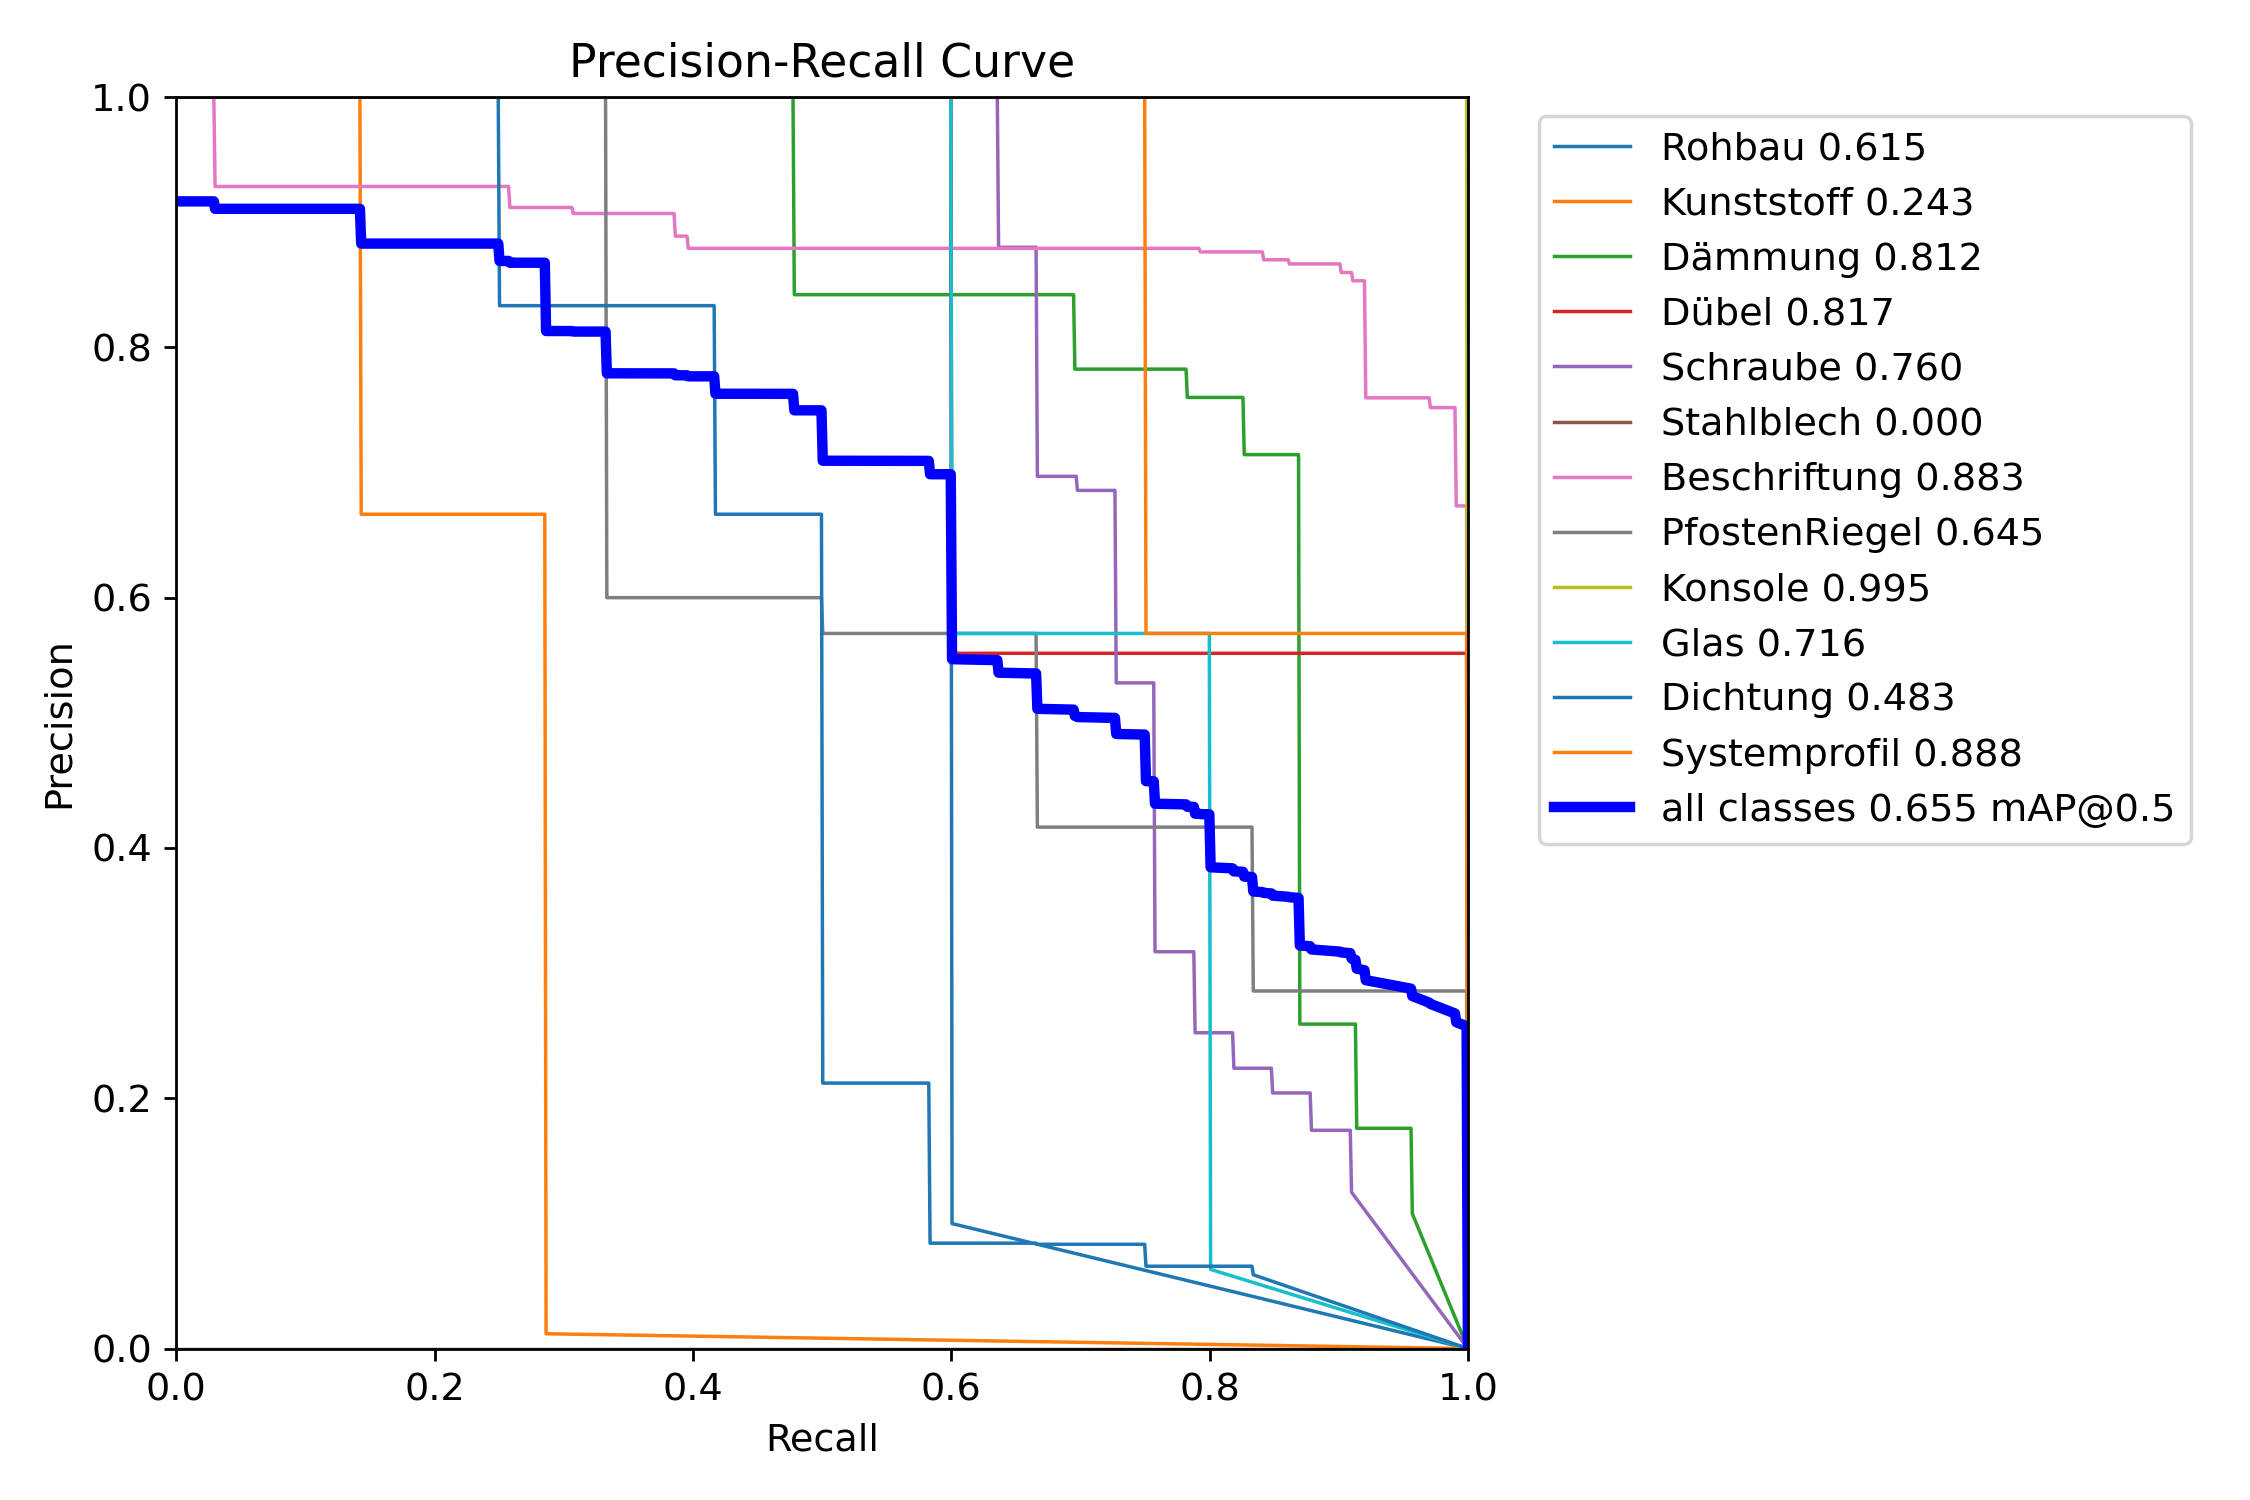 Precision-Recall Curve
1.0
0.8
0.6
0.4
0.2
0.0
Precision
0.0 0.2 0.4 0.6 0.8 1.0
Recall
Rohbau 0.615
Kunststoff 0.243
Dämmung 0.812
Dübel 0.817
Schraube 0.760
Stahlblech 0.000
Beschriftung 0.883
PfostenRiegel 0.645
Konsole 0.995
Glas 0.716
Dichtung 0.483
Systemprofil 0.888
all classes 0.655 mAP@0.5